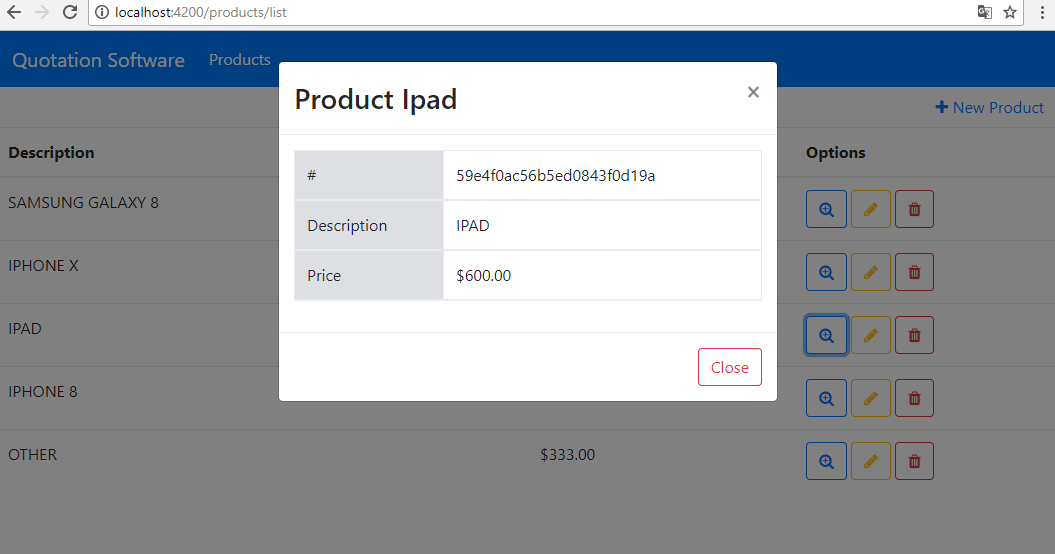 localhost:4200/products/list
Quotation Software Products
Product Ipad ×
New Product
Description Options
# 59e4f0ac56b5ed0843f0d19a
SAMSUNG GALAXY 8
Description IPAD
IPHONE X
Price $600.00
IPAD
Close
IPHONE 8
OTHER $333.00